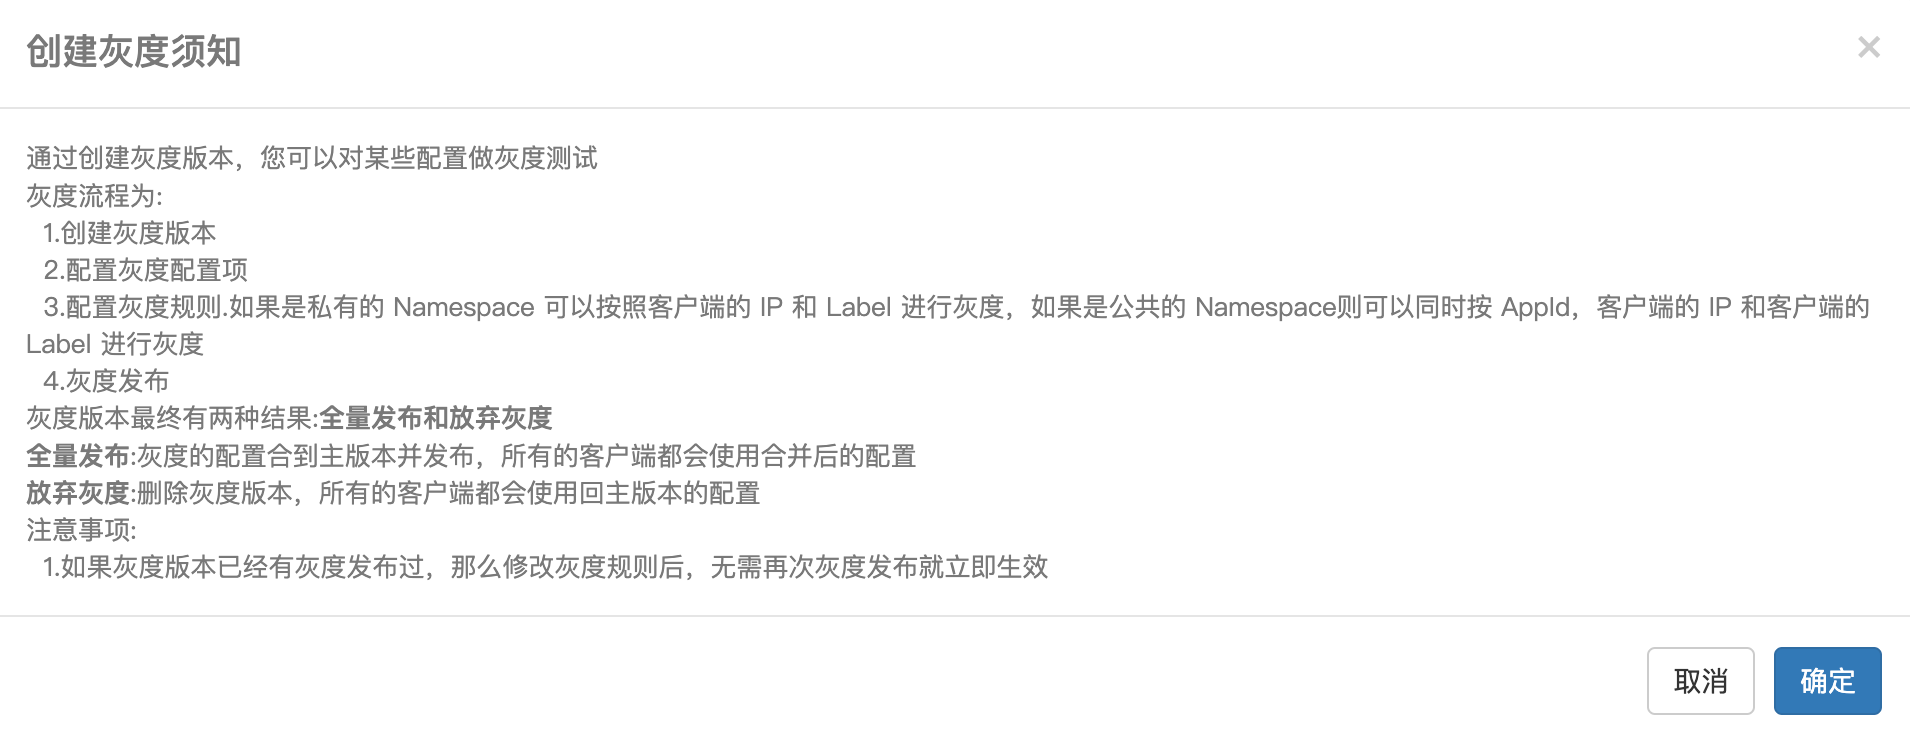 创建灰度须知
×
通过创建灰度版本，您可以对某些配置做灰度测试
灰度流程为:
1.创建灰度版本
2.配置灰度配置项
3.配置灰度规则.如果是私有的 Namespace 可以按照客户端的 IP 和 Label 进行灰度，如果是公共的 Namespace则可以同时按 AppId，客户端的 IP 和客户端的
Label 进行灰度
4.灰度发布
灰度版本最终有两种结果:全量发布和放弃灰度
全量发布:灰度的配置合到主版本并发布，所有的客户端都会使用合并后的配置
放弃灰度:删除灰度版本，所有的客户端都会使用回主版本的配置
注意事项:
1.如果灰度版本已经有灰度发布过，那么修改灰度规则后，无需再次灰度发布就立即生效
取消
确定